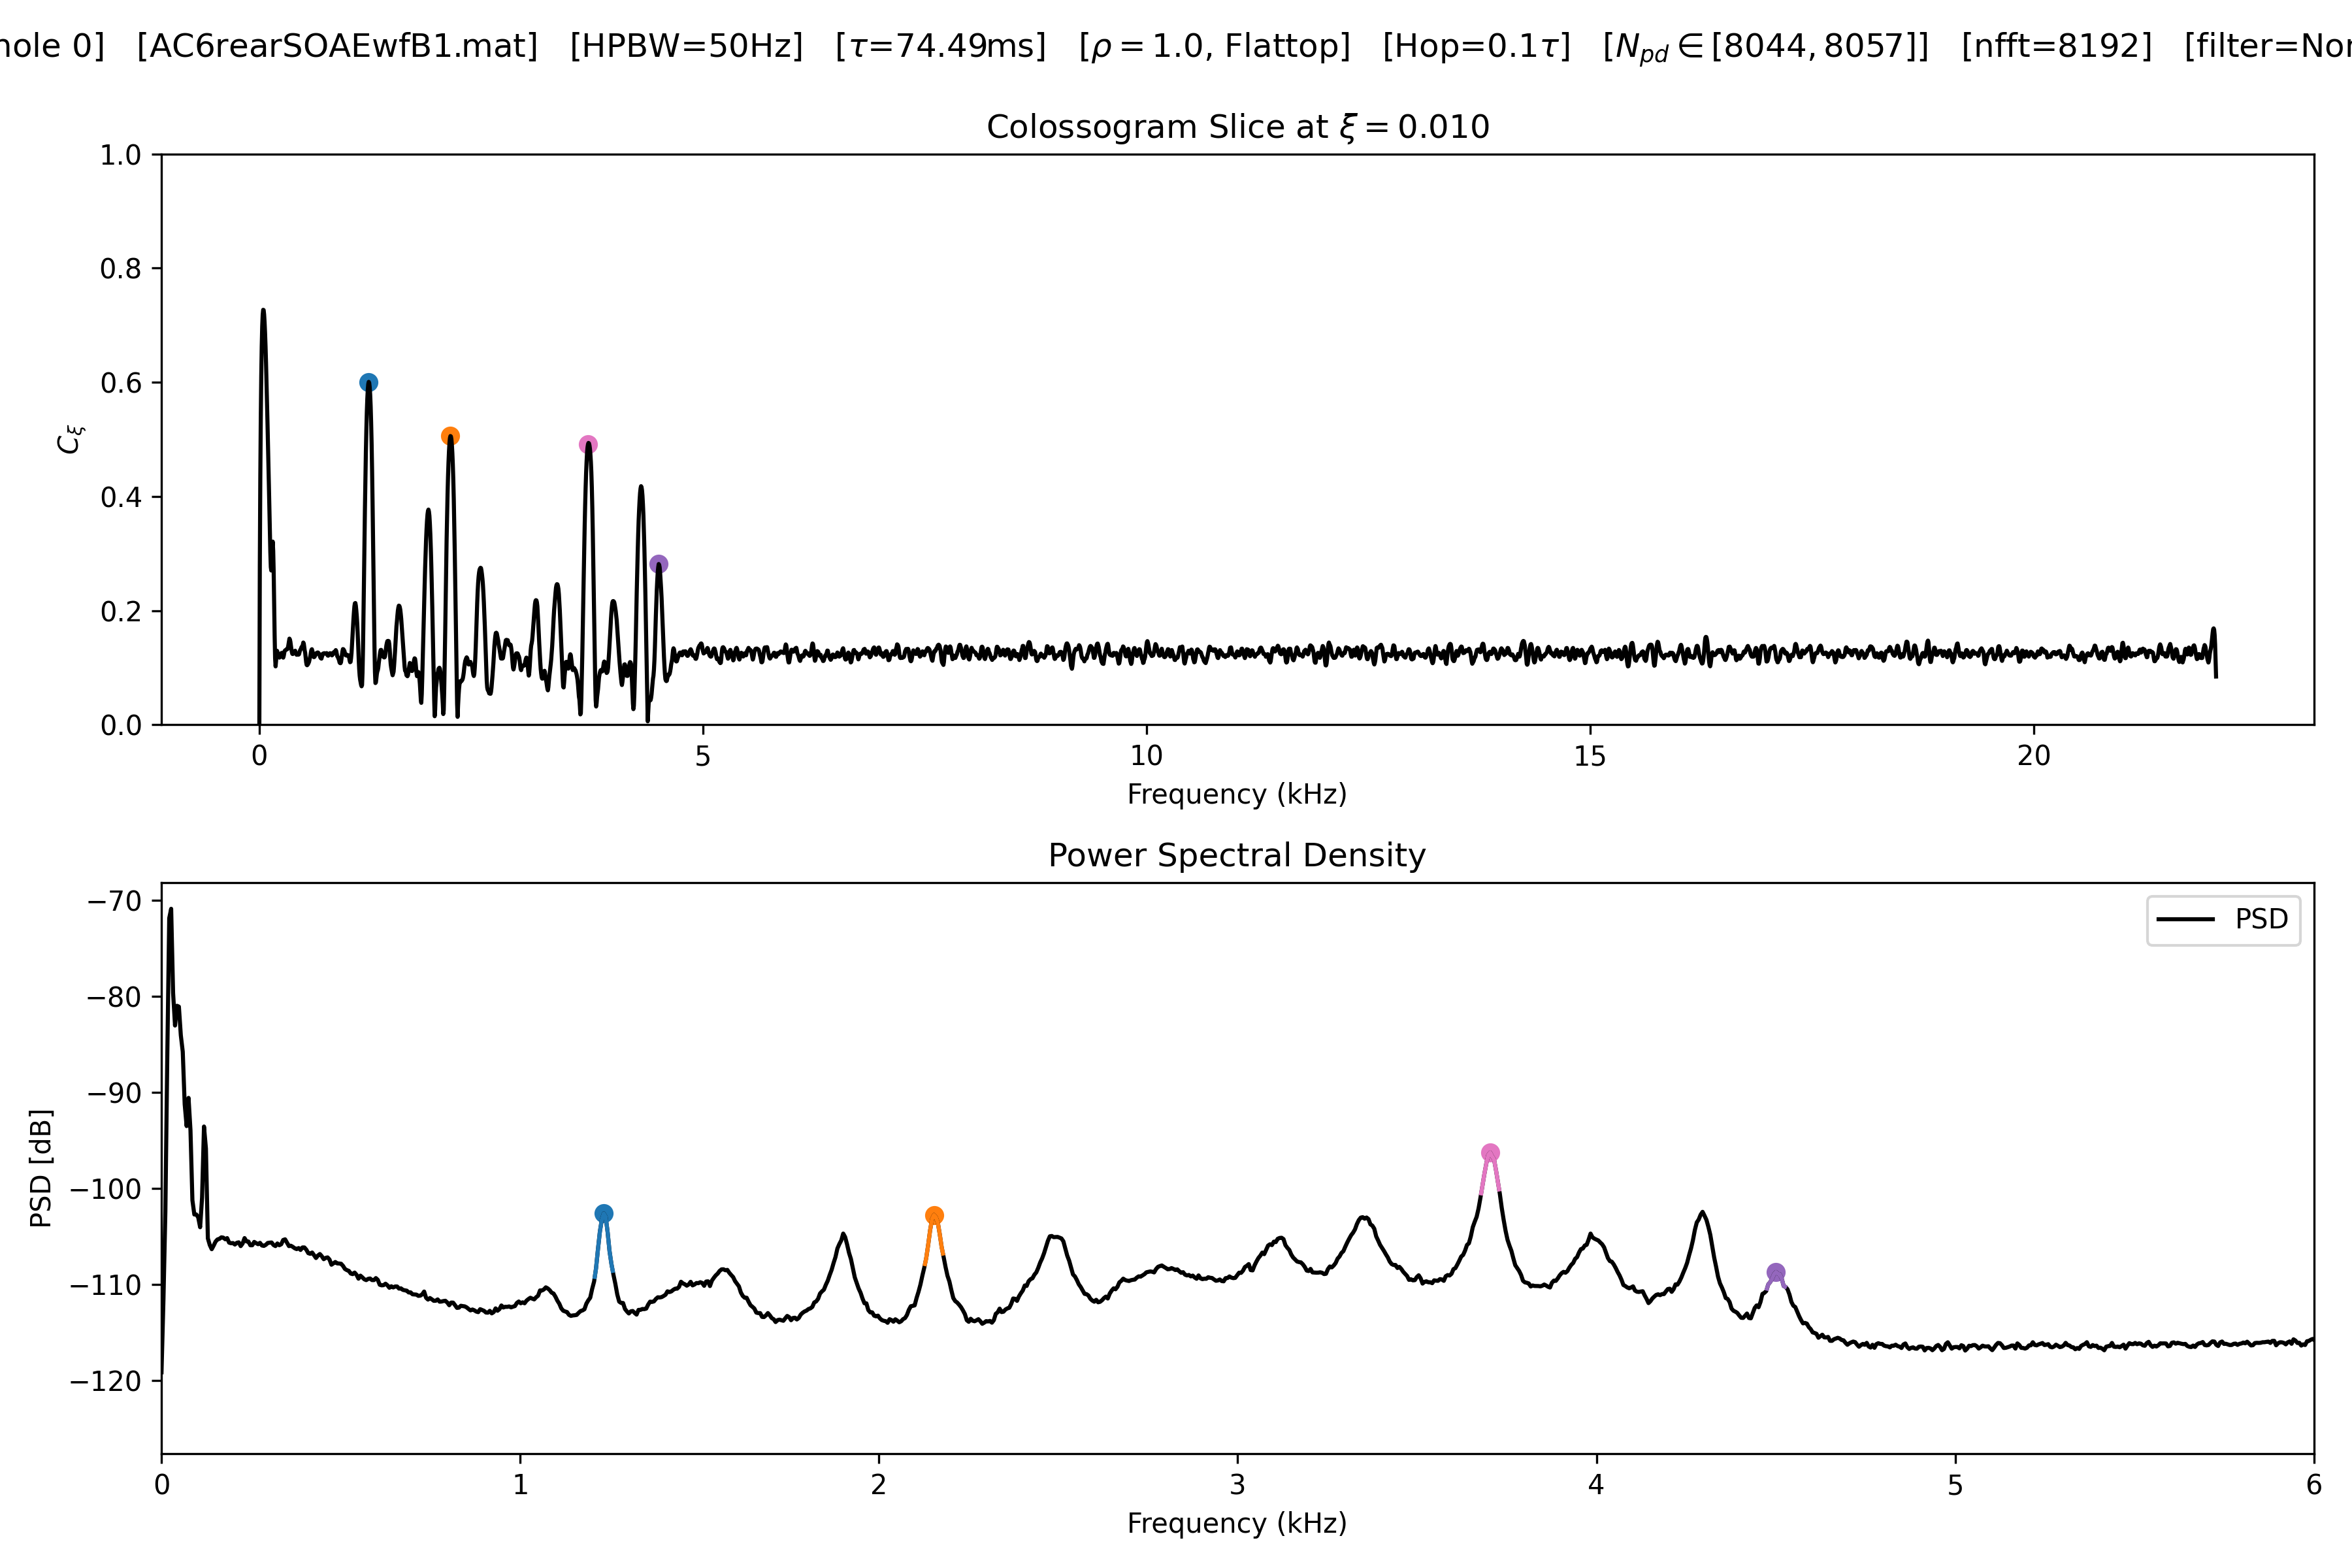 hole 0] [AC6rearSOAEwfB1.mat] [HPBW=50Hz] [τ=74.49ms] [ρ = 1.0, Flattop] [Hop=0.1τ] [N_pd ∈ [8044, 8057]] [nfft=8192] [filter=Nor
Colossogram Slice at ξ = 0.010
1.0
0.8
0.6
0.4
0.2
0.0
C_ξ
0 5 10 15 20
Frequency (kHz)
Power Spectral Density
−70
−80
−90
−100
−110
−120
PSD [dB]
PSD
0 1 2 3 4 5 6
Frequency (kHz)